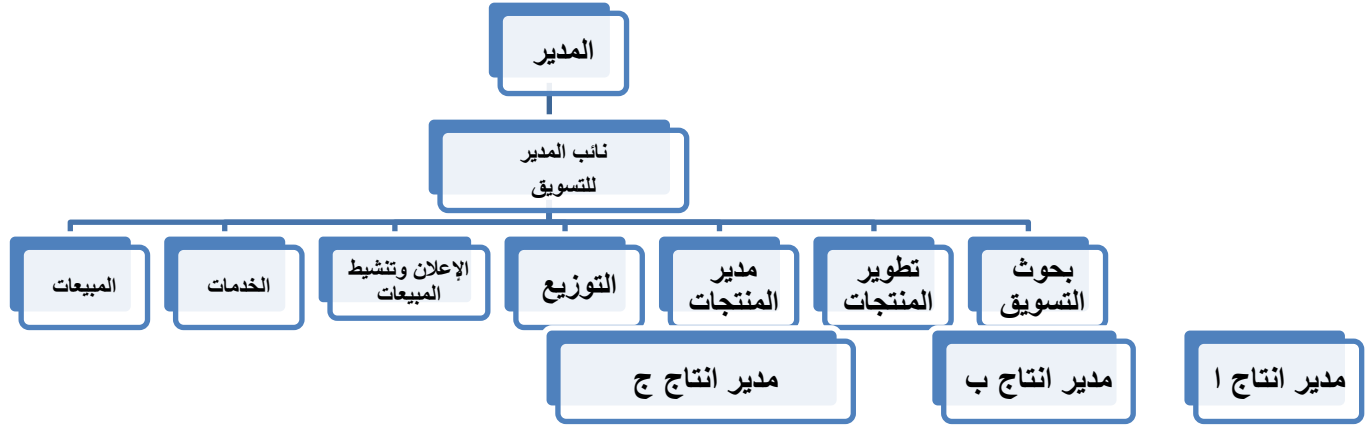 المدير
نائب المدير
للتسويق
بحوث
التسويق
تطوير
المنتجات
مدير
المنتجات
التوزيع
الإعلان وتنشيط
المبيعات
الخدمات
المبيعات
مدير انتاج ا
مدير انتاج ب
مدير انتاج ج